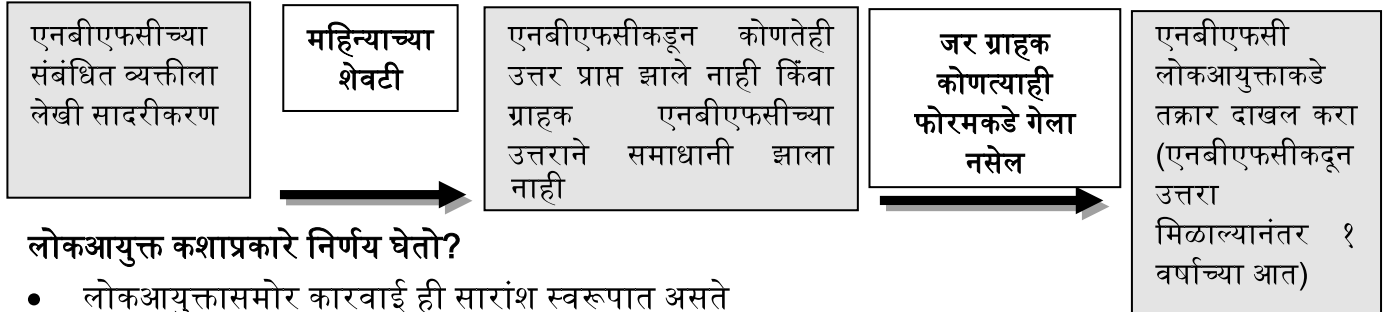 एनबीएफसीच्या
संबंधित व्यक्तीला
लेखी सादरीकरण
महिन्याच्या
शेवटी
एनबीएफसीकडून कोणतेही
उत्तर प्राप्त झाले नाही किंवा
ग्राहक एनबीएफसीच्या
उत्तराने समाधानी झाला
नाही
जर ग्राहक
कोणत्याही
फोरमकडे गेला
नसेल
एनबीएफसी
लोकआयुक्ताकडे
तक्रार दाखल करा
(एनबीएफसीकदून
उत्तरा
मिळाल्यानंतर १
वर्षाच्या आत)
लोकआयुक्त कशाप्रकारे निर्णय घेतो?
• लोकआयुक्तासमोर कारवाई ही सारांश स्वरूपात असते